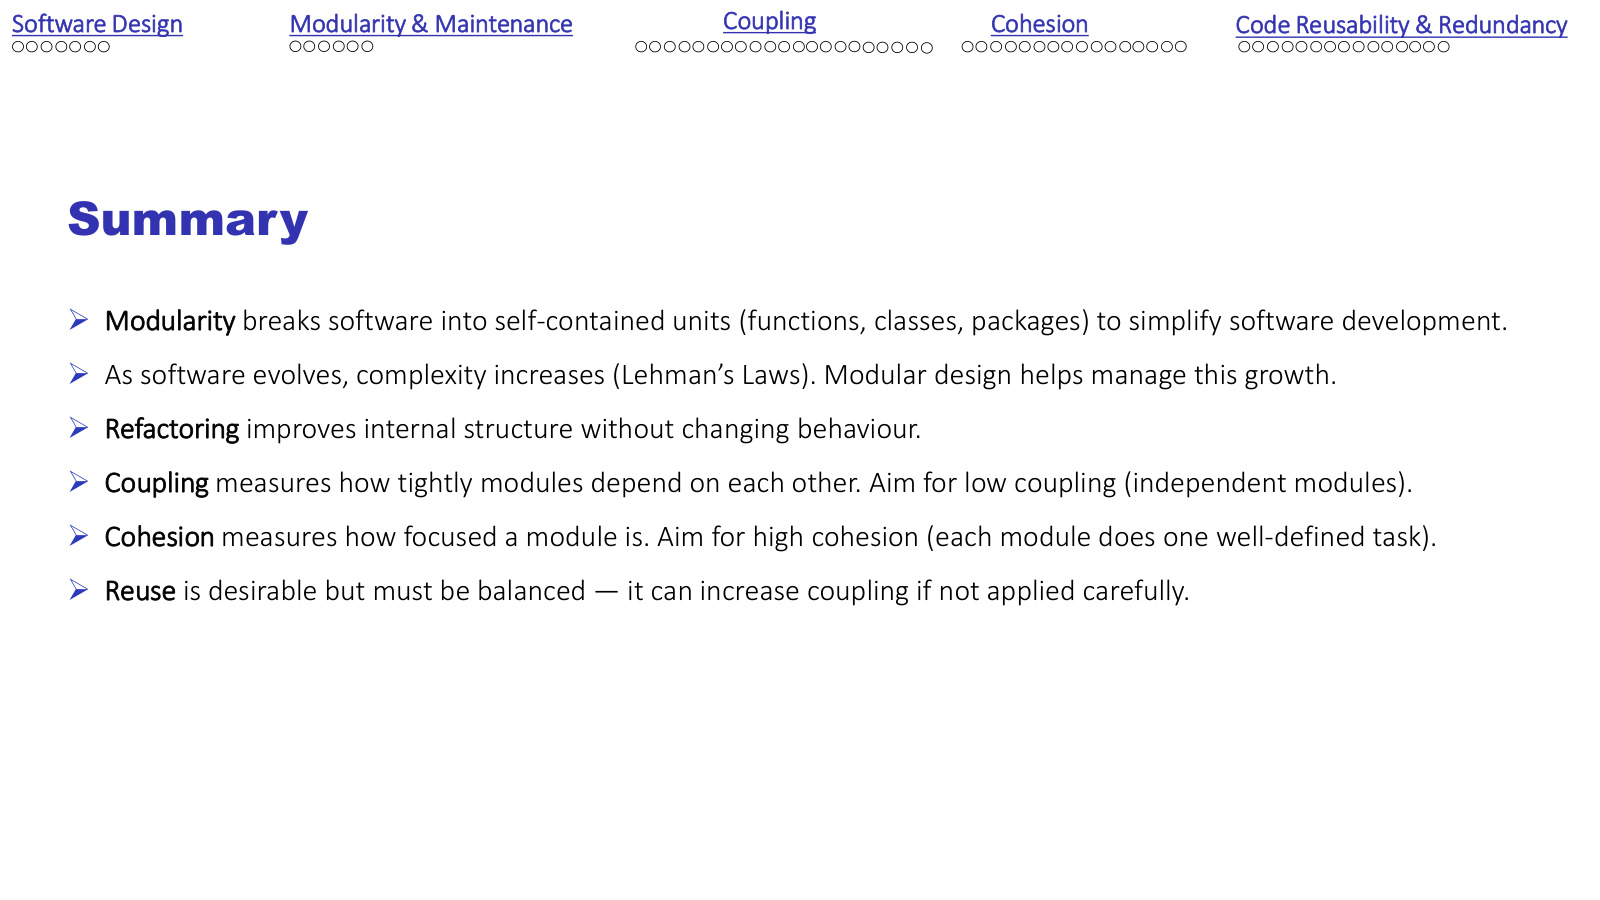 Software Design
Modularity & Maintenance
Coupling
Cohesion
Code Reusability & Redundancy
Summary
Modularity breaks software into self-contained units (functions, classes, packages) to simplify software development.
As software evolves, complexity increases (Lehman’s Laws). Modular design helps manage this growth.
Refactoring improves internal structure without changing behaviour.
Coupling measures how tightly modules depend on each other. Aim for low coupling (independent modules).
Cohesion measures how focused a module is. Aim for high cohesion (each module does one well-defined task).
Reuse is desirable but must be balanced — it can increase coupling if not applied carefully.